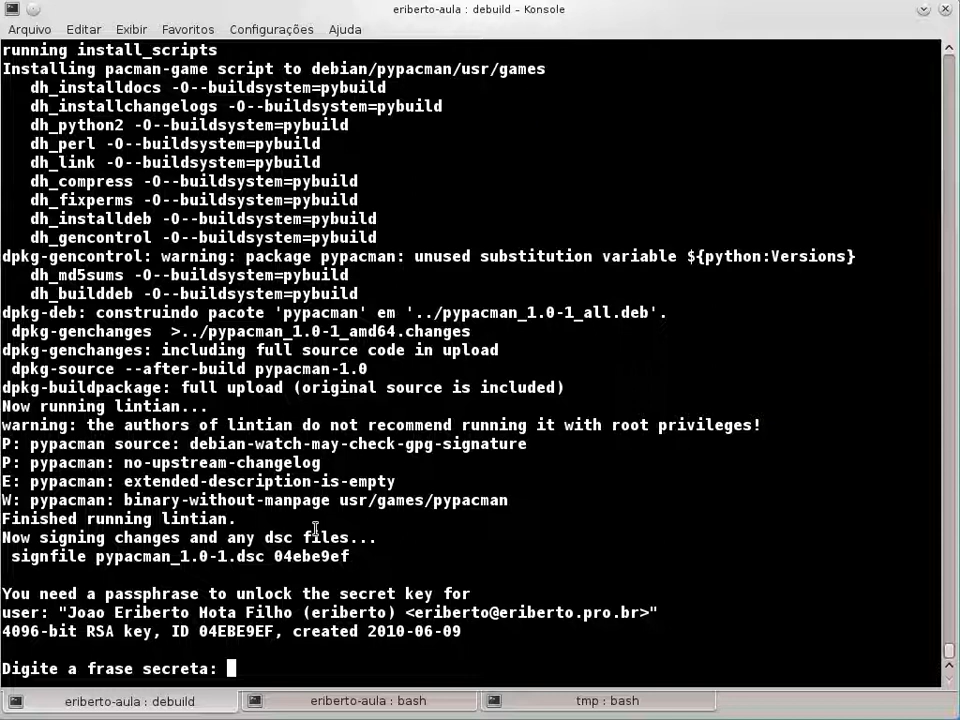 eriberto-aula : debuild – Konsole
Arquivo Editar Exibir Favoritos Configurações Ajuda
running install_scripts
Installing pacman-game script to debian/pypacman/usr/games
dh_installdocs -O--buildsystem=pybuild
dh_installchangelogs -O--buildsystem=pybuild
dh_python2 -O--buildsystem=pybuild
dh_perl -O--buildsystem=pybuild
dh_link -O--buildsystem=pybuild
dh_compress -O--buildsystem=pybuild
dh_fixperms -O--buildsystem=pybuild
dh_installdeb -O--buildsystem=pybuild
dh_gencontrol -O--buildsystem=pybuild
dpkg-gencontrol: warning: package pypacman: unused substitution variable ${python:Versions}
dh_md5sums -O--buildsystem=pybuild
dh_builddeb -O--buildsystem=pybuild
dpkg-deb: construindo pacote 'pypacman' em '../pypacman_1.0-1_all.deb'.
dpkg-genchanges >../pypacman_1.0-1_amd64.changes
dpkg-genchanges: including full source code in upload
dpkg-source --after-build pypacman-1.0
dpkg-buildpackage: full upload (original source is included)
Now running lintian...
warning: the authors of lintian do not recommend running it with root privileges!
P: pypacman source: debian-watch-may-check-gpg-signature
P: pypacman: no-upstream-changelog
E: pypacman: extended-description-is-empty
W: pypacman: binary-without-manpage usr/games/pypacman
Finished running lintian.
Now signing changes and any dsc files...
signfile pypacman_1.0-1.dsc 04ebe9ef
You need a passphrase to unlock the secret key for
user: "Joao Eriberto Mota Filho (eriberto) <eriberto@eriberto.pro.br>"
4096-bit RSA key, ID 04EBE9EF, created 2010-06-09
Digite a frase secreta:
eriberto-aula : debuild eriberto-aula : bash tmp : bash